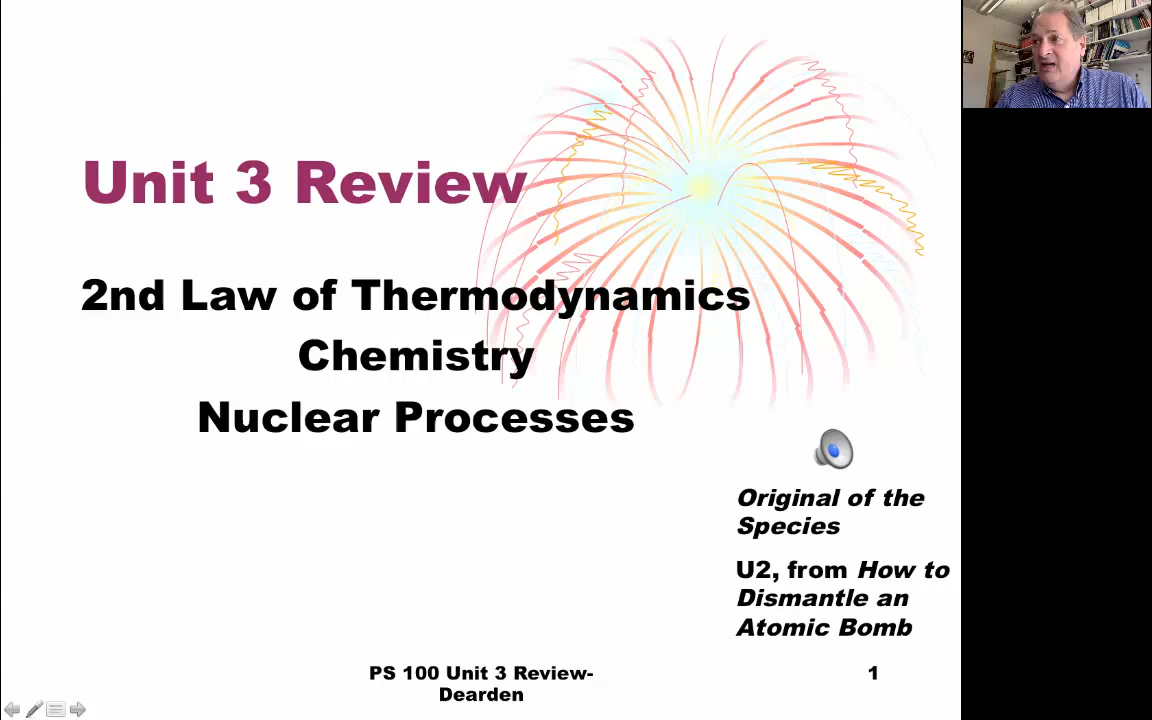 Unit 3 Review
2nd Law of Thermodynamics
Chemistry
Nuclear Processes
Original of the
Species
U2, from How to
Dismantle an
Atomic Bomb
PS 100 Unit 3 Review-
Dearden
1